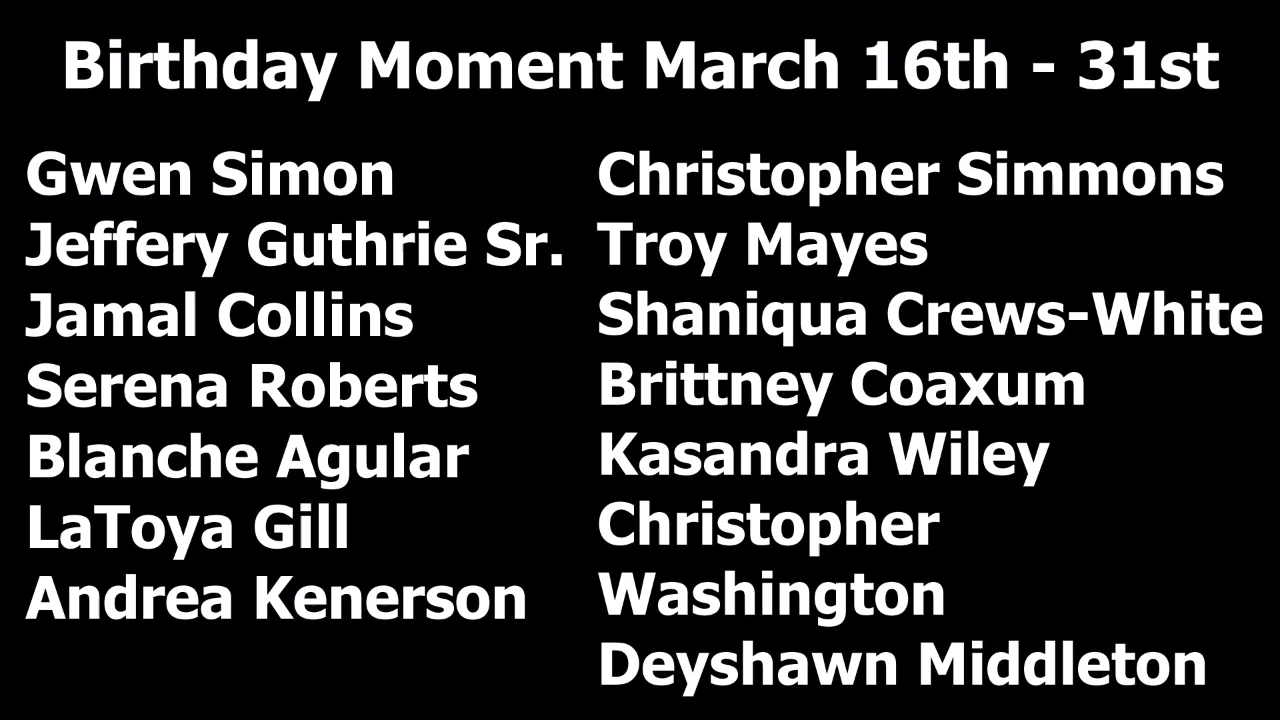 Birthday Moment March 16th - 31st
Gwen Simon
Jeffery Guthrie Sr.
Jamal Collins
Serena Roberts
Blanche Agular
LaToya Gill
Andrea Kenerson
Christopher Simmons
Troy Mayes
Shaniqua Crews-White
Brittney Coaxum
Kasandra Wiley
Christopher
Washington
Deyshawn Middleton